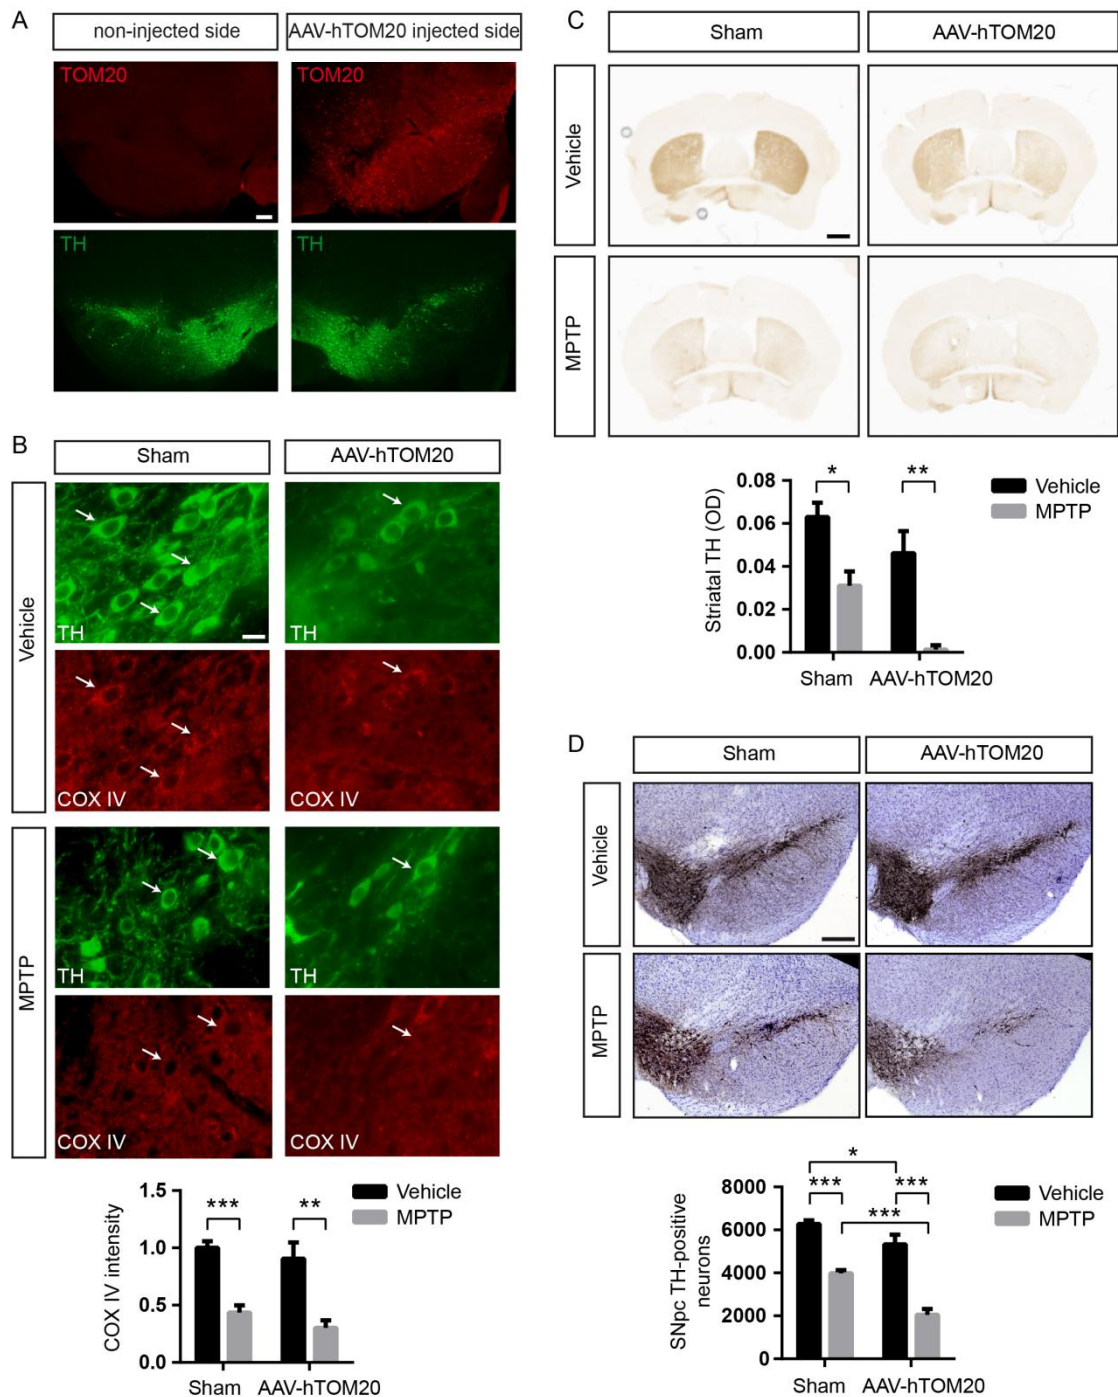 A
non-injected side
AAV-hTOM20 injected side
TOM20
TOM20
TH
TH
B
Sham
AAV-hTOM20
Vehicle
TH
COX IV
COX IV
MPTP
TH
TH
COX IV
COX IV
1.5
1.0
0.5
0.0
COX IV intensity
***
**
Vehicle
MPTP
Sham
AAV-hTOM20
C
Sham
AAV-hTOM20
Vehicle
MPTP
0.08
0.06
0.04
0.02
0.00
Striatal TH (OD)
*
**
Vehicle
MPTP
Sham
AAV-hTOM20
D
Sham
AAV-hTOM20
Vehicle
MPTP
8000
6000
4000
2000
0
SNpc TH-positive
neurons
*
***
***
***
Vehicle
MPTP
Sham
AAV-hTOM20